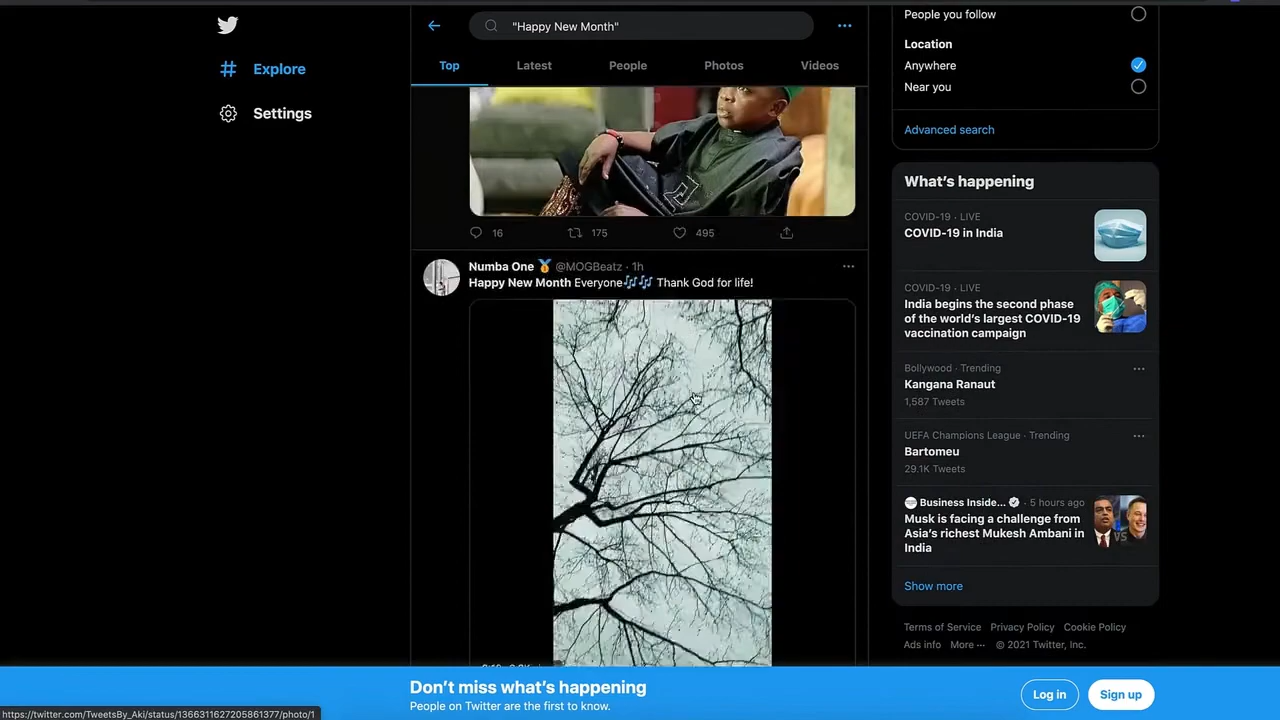 "Happy New Month"
Explore
Settings
Top
Latest
People
Photos
Videos
16
175
495
Numba One 🥇 @MOGBeatz · 1h
Happy New Month Everyone🎶🎶 Thank God for life!
People you follow
Location
Anywhere
Near you
Advanced search
What's happening
COVID-19 · LIVE
COVID-19 in India
COVID-19 · LIVE
India begins the second phase
of the world's largest COVID-19
vaccination campaign
Bollywood · Trending
Kangana Ranaut
1,587 Tweets
UEFA Champions League · Trending
Bartomeu
29.1K Tweets
Business Inside... · 5 hours ago
Musk is facing a challenge from
Asia's richest Mukesh Ambani in
India
VS
Show more
Terms of Service Privacy Policy Cookie Policy
Ads info More ··· © 2021 Twitter, Inc.
Don't miss what's happening
People on Twitter are the first to know.
Log in
Sign up
https://twitter.com/TweetsBy_Aki/status/1366311627205861377/photo/1